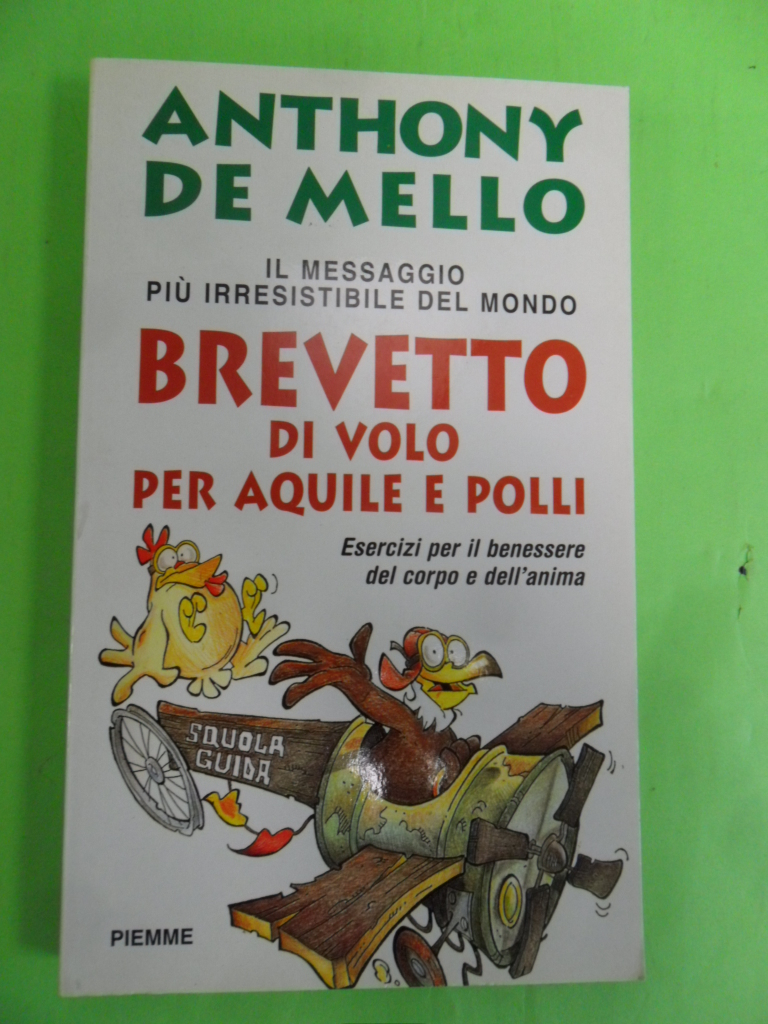 ANTHONY
DE MELLO
IL MESSAGGIO
PIÙ IRRESISTIBILE DEL MONDO
BREVETTO
DI VOLO
PER AQUILE E POLLI
Esercizi per il benessere
del corpo e dell'anima
SQUOLA
GUIDA
PIEMME